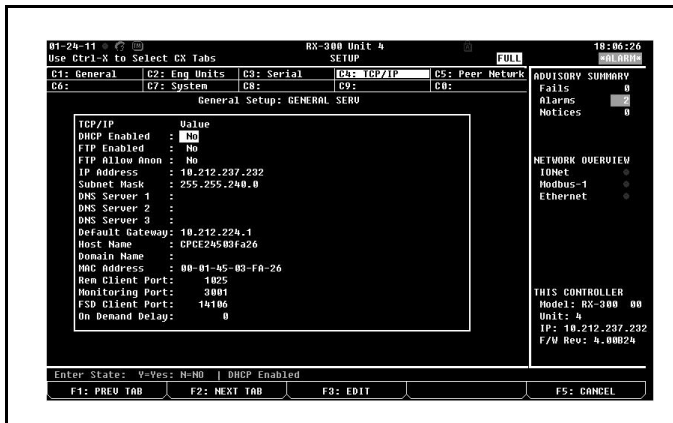 01-24-11 RX-300 Unit 4 18:06:26
Use Ctrl-X to Select CX Tabs SETUP FULL *ALARM*
C1: General C2: Eng Units C3: Serial C4: TCP/IP C5: Peer Netwrk
C6: C7: System C8: C9: C0:
General Setup: GENERAL SERV
TCP/IP Value
DHCP Enabled : No
FTP Enabled : No
FTP Allow Anon : No
IP Address : 10.212.237.232
Subnet Mask : 255.255.240.0
DNS Server 1 :
DNS Server 2 :
DNS Server 3 :
Default Gateway: 10.212.224.1
Host Name : CPCE24503fa26
Domain Name :
MAC Address : 00-01-45-03-FA-26
Rem Client Port: 1025
Monitoring Port: 3001
FSD Client Port: 14106
On Demand Delay: 0
ADVISORY SUMMARY
Fails 0
Alarms 2
Notices 0
NETWORK OVERVIEW
IONet
Modbus-1
Ethernet
THIS CONTROLLER
Model: RX-300 00
Unit: 4
IP: 10.212.237.232
F/W Rev: 4.00B24
Enter State: Y=Yes: N=NO | DHCP Enabled
F1: PREV TAB F2: NEXT TAB F3: EDIT F5: CANCEL